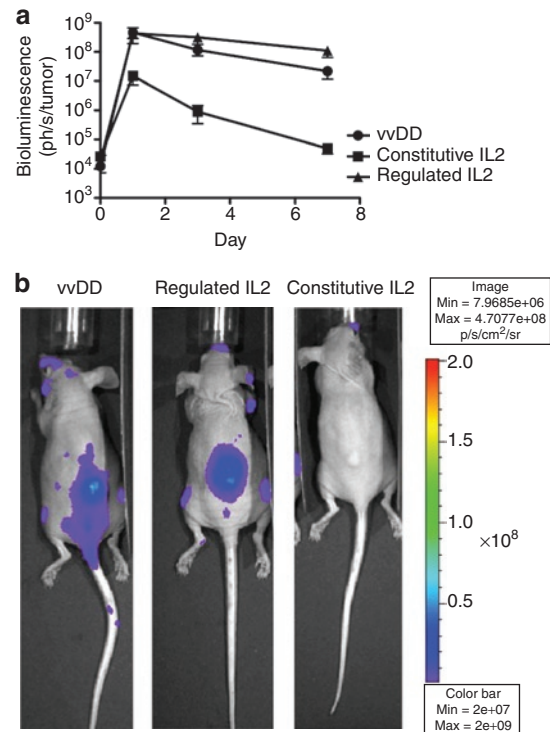 a
Bioluminescence
(ph/s/tumor)
10⁹
10⁸
10⁷
10⁶
10⁵
10⁴
10³
0 2 4 6 8
Day
vvDD
Constitutive IL2
Regulated IL2
b
vvDD Regulated IL2 Constitutive IL2
Image
Min = 7.9685e+06
Max = 4.7077e+08
p/s/cm²/sr
2.0
1.5
1.0
×10⁸
0.5
Color bar
Min = 2e+07
Max = 2e+09